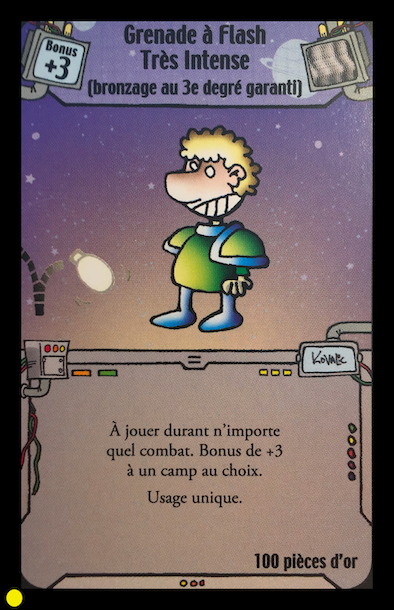 Bonus
+3
Grenade à Flash
Très Intense
(bronzage au 3e degré garanti)
KOVALIC
À jouer durant n'importe
quel combat. Bonus de +3
à un camp au choix.
Usage unique.
100 pièces d'or